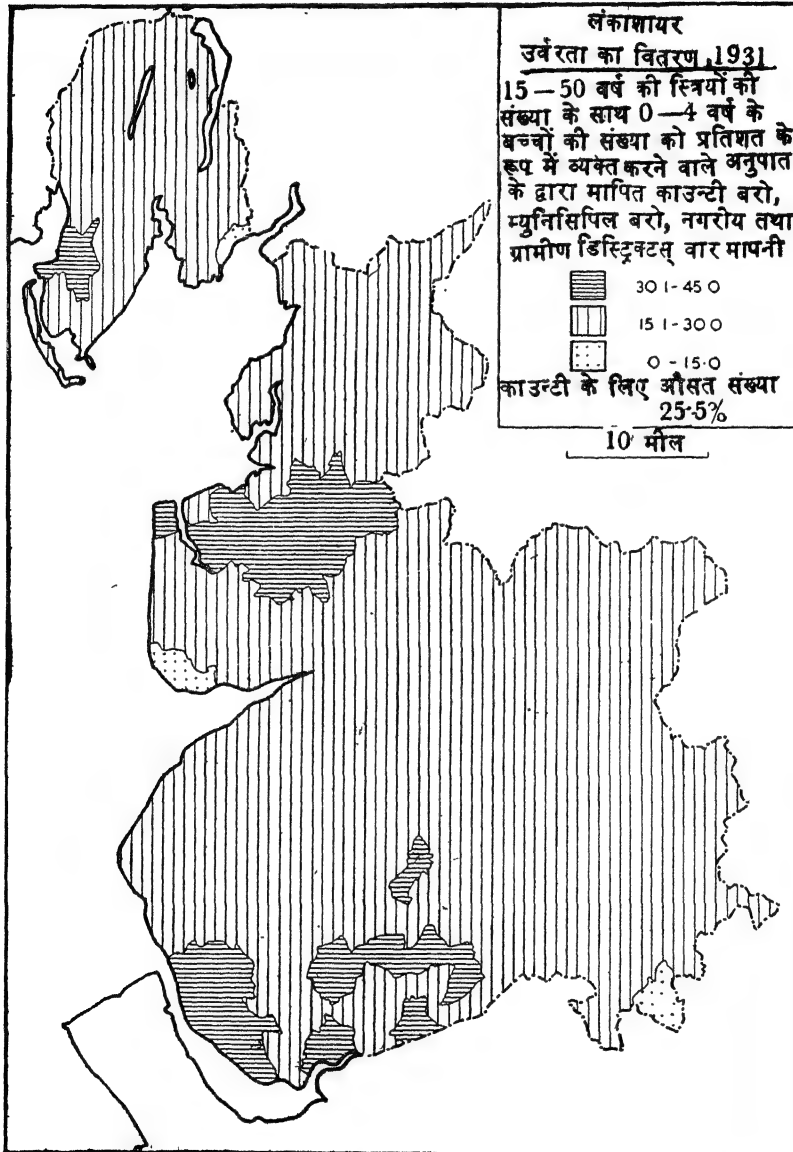 लंकाशायर
उर्वरता का वितरण, 1931
15–50 वर्ष की स्त्रियों की
संख्या के साथ 0–4 वर्ष के
बच्चों की संख्या को प्रतिशत के
रूप में व्यक्त करने वाले अनुपात
के द्वारा मापित काउन्टी बरो,
म्युनिसिपिल बरो, नगरीय तथा
ग्रामीण डिस्ट्रिक्टस् वार मापनी
30 1-45 0
15 1-30 0
0-15·0
काउन्टी के लिए औसत संख्या
25·5%
10 मील